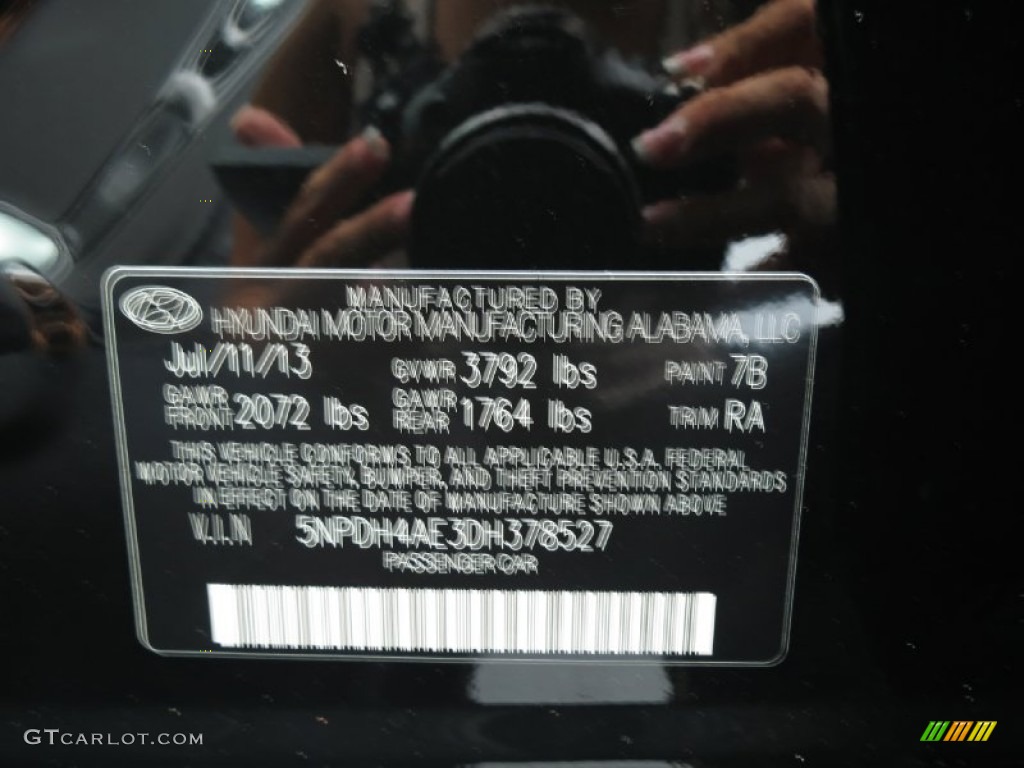 MANUFACTURED BY
HYUNDAI MOTOR MANUFACTURING ALABAMA, LLC
Jul/11/13 GVWR 3792 lbs PAINT 7B
GAWR FRONT 2072 lbs GAWR REAR 1764 lbs TRIM RA
THIS VEHICLE CONFORMS TO ALL APPLICABLE U.S.A. FEDERAL
MOTOR VEHICLE SAFETY, BUMPER, AND THEFT PREVENTION STANDARDS
IN EFFECT ON THE DATE OF MANUFACTURE SHOWN ABOVE
V.I.N 5NPDH4AE3DH378527
PASSENGER CAR
GTCARLOT.COM